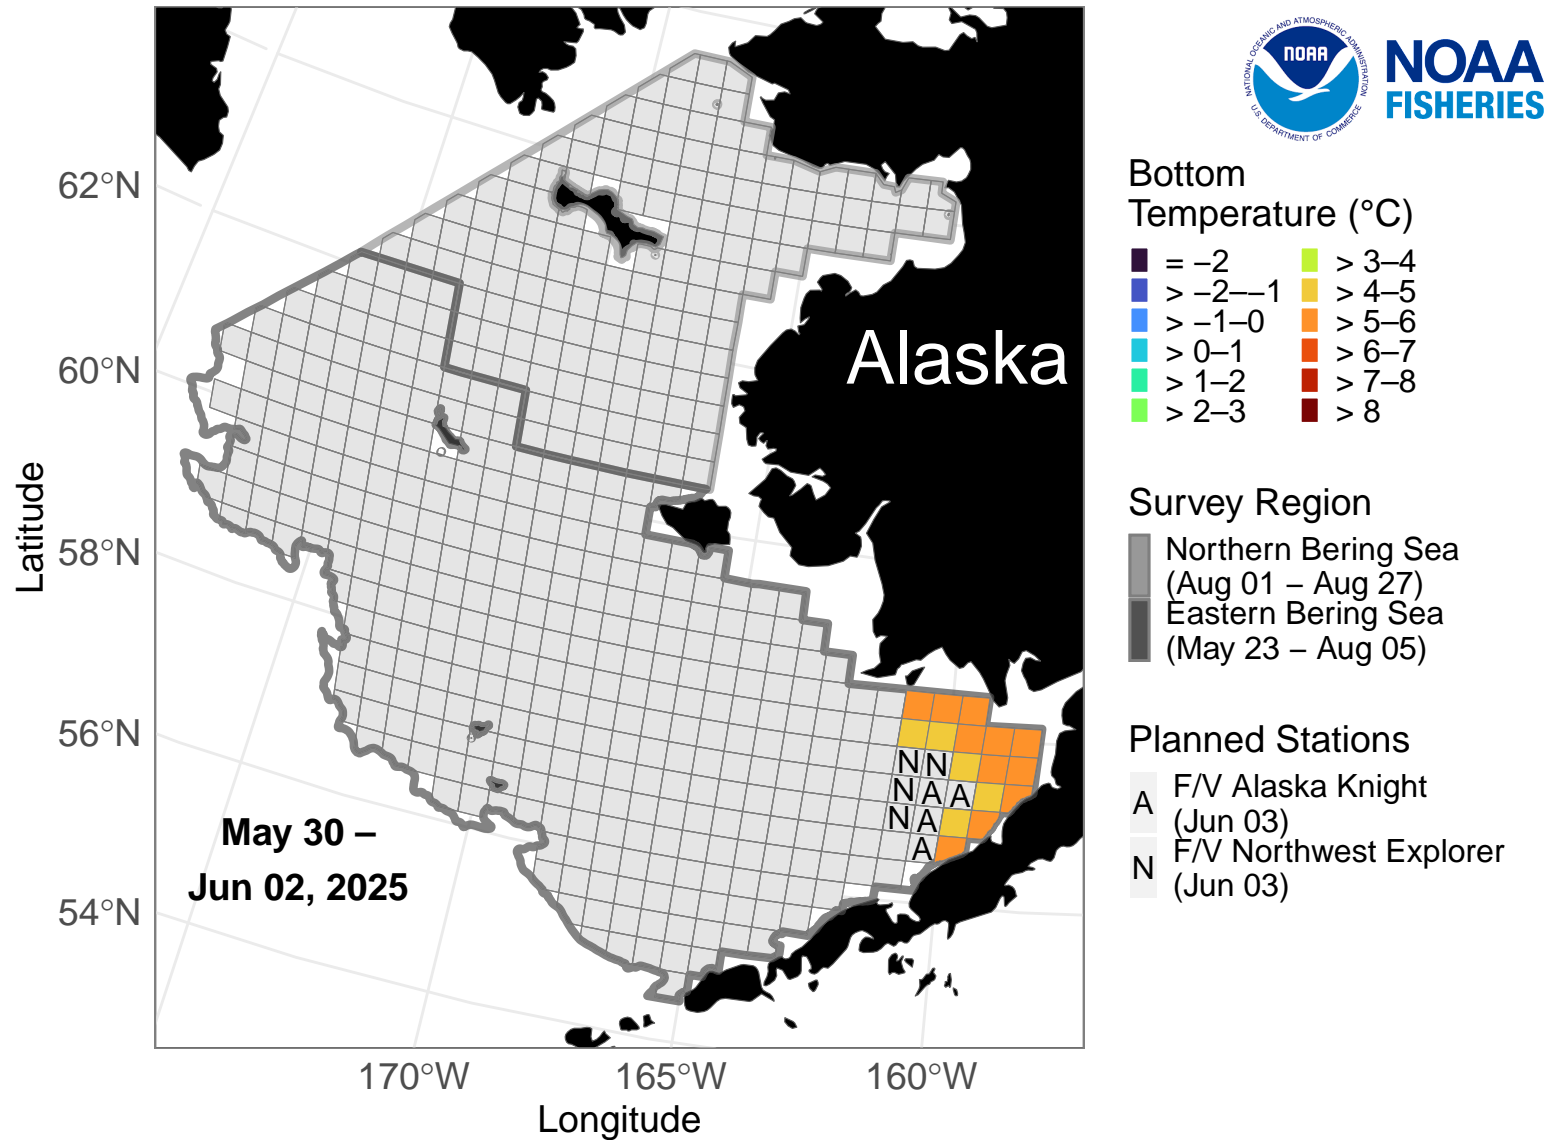 NATIONAL OCEANIC AND ATMOSPHERIC ADMINISTRATION
U.S. DEPARTMENT OF COMMERCE
NOAA
NOAA
FISHERIES
Bottom
Temperature (°C)
= −2
> −2−−1
> −1−0
> 0−1
> 1−2
> 2−3
> 3−4
> 4−5
> 5−6
> 6−7
> 7−8
> 8
Survey Region
Northern Bering Sea
(Aug 01 − Aug 27)
Eastern Bering Sea
(May 23 − Aug 05)
Planned Stations
A F/V Alaska Knight
(Jun 03)
N F/V Northwest Explorer
(Jun 03)
Alaska
N N
N A A
N A
A
May 30 –
Jun 02, 2025
Latitude
62°N
60°N
58°N
56°N
54°N
170°W 165°W 160°W
Longitude